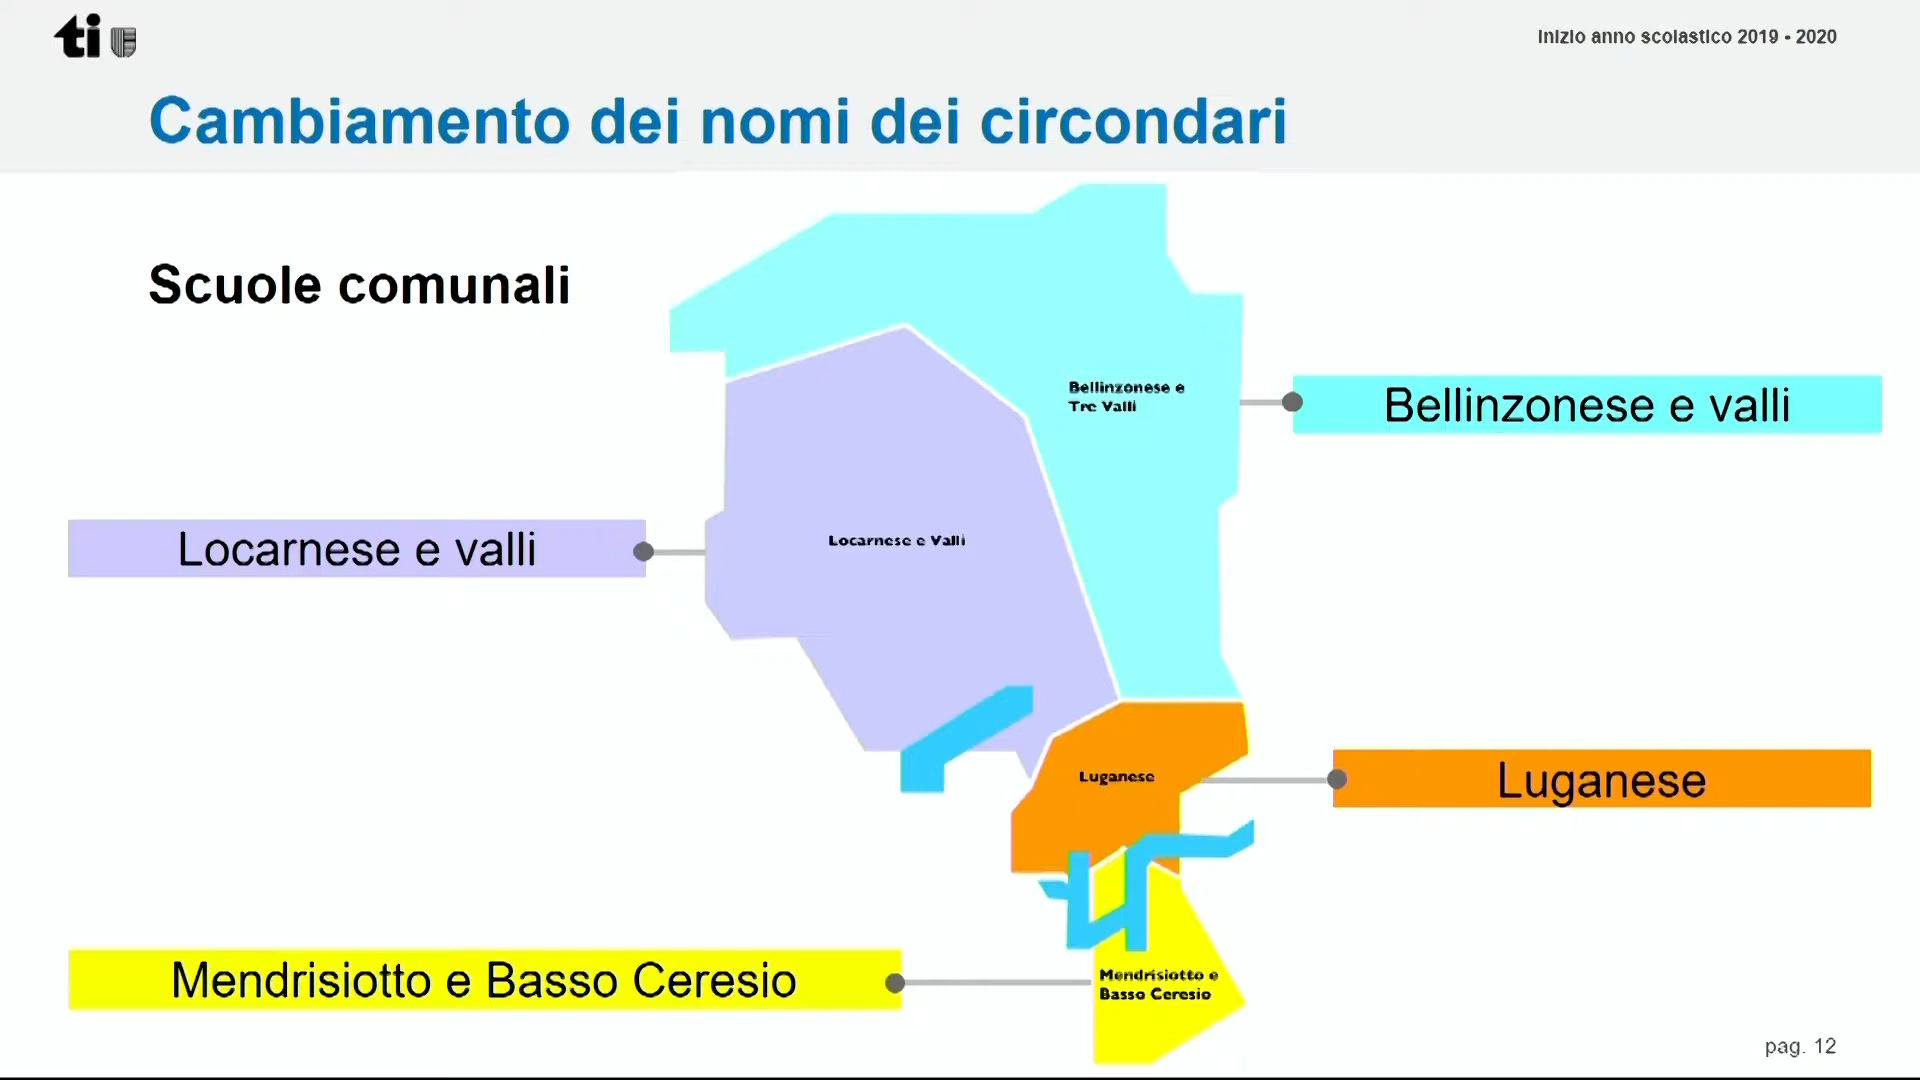 ti
Inizio anno scolastico 2019 - 2020
Cambiamento dei nomi dei circondari
Scuole comunali
Bellinzonese e
Tre Valli
Bellinzonese e valli
Locarnese e valli
Locarnese e Valli
Luganese
Luganese
Mendrisiotto e Basso Ceresio
Mendrisiotto e
Basso Ceresio
pag. 12